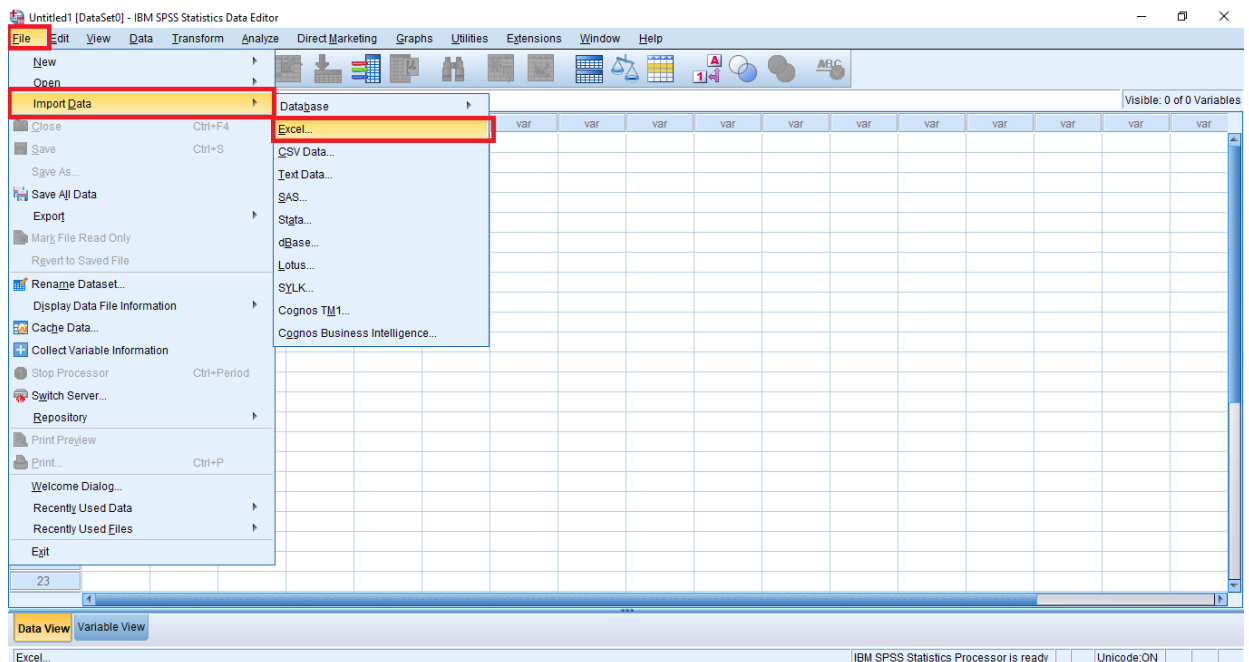 Untitled1 [DataSet0] - IBM SPSS Statistics Data Editor
File Edit View Data Transform Analyze Direct Marketing Graphs Utilities Extensions Window Help
New
Open
Import Data
Close Ctrl+F4
Save Ctrl+S
Save As...
Save All Data
Export
Mark File Read Only
Revert to Saved File
Rename Dataset...
Display Data File Information
Cache Data...
Collect Variable Information
Stop Processor Ctrl+Period
Switch Server...
Repository
Print Preview
Print... Ctrl+P
Welcome Dialog...
Recently Used Data
Recently Used Files
Exit
Database
Excel...
CSV Data...
Text Data...
SAS...
Stata...
dBase...
Lotus...
SYLK...
Cognos TM1...
Cognos Business Intelligence...
A
1
ABC
Visible: 0 of 0 Variables
var var var var var var var var var var var
23
Data View Variable View
Excel... IBM SPSS Statistics Processor is ready Unicode:ON